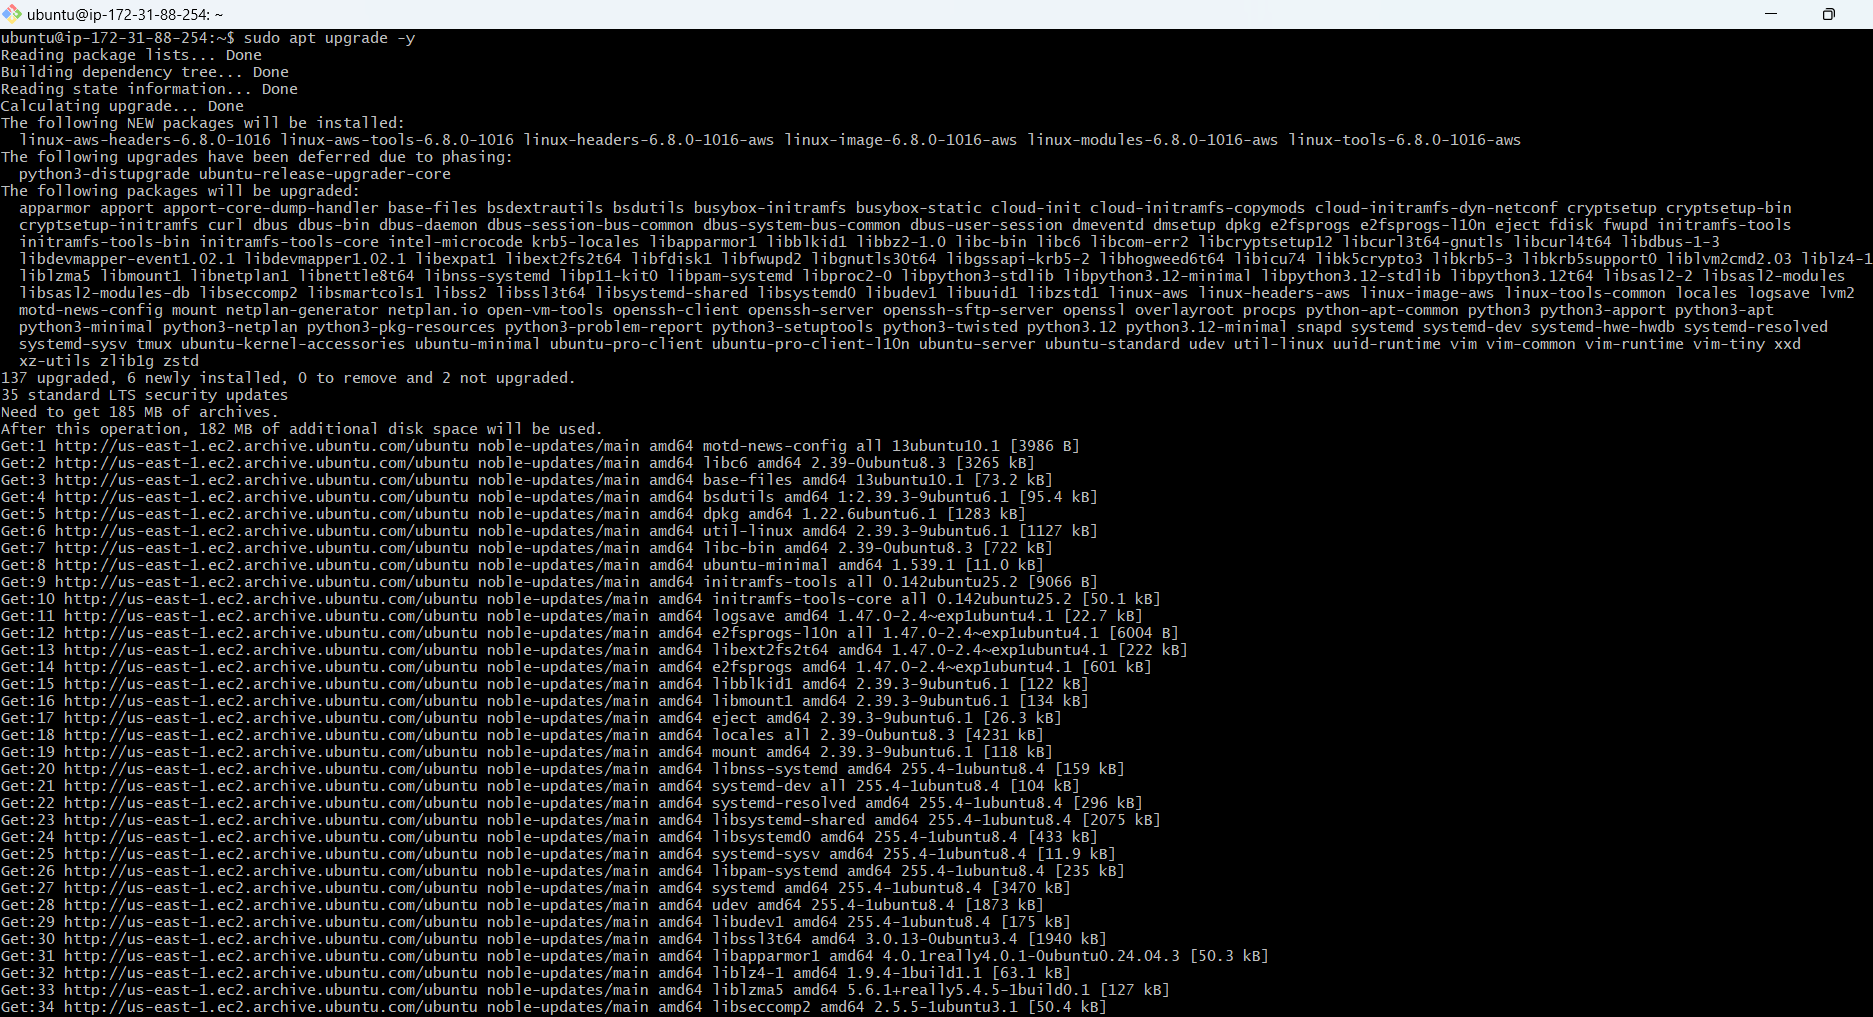 ubuntu@ip-172-31-88-254: ~
ubuntu@ip-172-31-88-254:~$ sudo apt upgrade -y
Reading package lists... Done
Building dependency tree... Done
Reading state information... Done
Calculating upgrade... Done
The following NEW packages will be installed:
  linux-aws-headers-6.8.0-1016 linux-aws-tools-6.8.0-1016 linux-headers-6.8.0-1016-aws linux-image-6.8.0-1016-aws linux-modules-6.8.0-1016-aws linux-tools-6.8.0-1016-aws
The following upgrades have been deferred due to phasing:
  python3-distupgrade ubuntu-release-upgrader-core
The following packages will be upgraded:
  apparmor apport apport-core-dump-handler base-files bsdextrautils bsdutils busybox-initramfs busybox-static cloud-init cloud-initramfs-copymods cloud-initramfs-dyn-netconf cryptsetup cryptsetup-bin
  cryptsetup-initramfs curl dbus dbus-bin dbus-daemon dbus-session-bus-common dbus-system-bus-common dbus-user-session dmeventd dmsetup dpkg e2fsprogs e2fsprogs-l10n eject fdisk fwupd initramfs-tools
  initramfs-tools-bin initramfs-tools-core intel-microcode krb5-locales libapparmor1 libblkid1 libbz2-1.0 libc-bin libc6 libcom-err2 libcryptsetup12 libcurl3t64-gnutls libcurl4t64 libdbus-1-3
  libdevmapper-event1.02.1 libdevmapper1.02.1 libexpat1 libext2fs2t64 libfdisk1 libfwupd2 libgnutls30t64 libgssapi-krb5-2 libhogweed6t64 libicu74 libk5crypto3 libkrb5-3 libkrb5support0 liblvm2cmd2.03 liblz4-1
  liblzma5 libmount1 libnetplan1 libnettle8t64 libnss-systemd libp11-kit0 libpam-systemd libproc2-0 libpython3-stdlib libpython3.12-minimal libpython3.12-stdlib libpython3.12t64 libsasl2-2 libsasl2-modules
  libsasl2-modules-db libseccomp2 libsmartcols1 libss2 libssl3t64 libsystemd-shared libsystemd0 libudev1 libuuid1 libzstd1 linux-aws linux-headers-aws linux-image-aws linux-tools-common locales logsave lvm2
  motd-news-config mount netplan-generator netplan.io open-vm-tools openssh-client openssh-server openssh-sftp-server openssl overlayroot procps python-apt-common python3 python3-apport python3-apt
  python3-minimal python3-netplan python3-pkg-resources python3-problem-report python3-setuptools python3-twisted python3.12 python3.12-minimal snapd systemd systemd-dev systemd-hwe-hwdb systemd-resolved
  systemd-sysv tmux ubuntu-kernel-accessories ubuntu-minimal ubuntu-pro-client ubuntu-pro-client-l10n ubuntu-server ubuntu-standard udev util-linux uuid-runtime vim vim-common vim-runtime vim-tiny xxd
  xz-utils zlib1g zstd
137 upgraded, 6 newly installed, 0 to remove and 2 not upgraded.
35 standard LTS security updates
Need to get 185 MB of archives.
After this operation, 182 MB of additional disk space will be used.
Get:1 http://us-east-1.ec2.archive.ubuntu.com/ubuntu noble-updates/main amd64 motd-news-config all 13ubuntu10.1 [3986 B]
Get:2 http://us-east-1.ec2.archive.ubuntu.com/ubuntu noble-updates/main amd64 libc6 amd64 2.39-0ubuntu8.3 [3265 kB]
Get:3 http://us-east-1.ec2.archive.ubuntu.com/ubuntu noble-updates/main amd64 base-files amd64 13ubuntu10.1 [73.2 kB]
Get:4 http://us-east-1.ec2.archive.ubuntu.com/ubuntu noble-updates/main amd64 bsdutils amd64 1:2.39.3-9ubuntu6.1 [95.4 kB]
Get:5 http://us-east-1.ec2.archive.ubuntu.com/ubuntu noble-updates/main amd64 dpkg amd64 1.22.6ubuntu6.1 [1283 kB]
Get:6 http://us-east-1.ec2.archive.ubuntu.com/ubuntu noble-updates/main amd64 util-linux amd64 2.39.3-9ubuntu6.1 [1127 kB]
Get:7 http://us-east-1.ec2.archive.ubuntu.com/ubuntu noble-updates/main amd64 libc-bin amd64 2.39-0ubuntu8.3 [722 kB]
Get:8 http://us-east-1.ec2.archive.ubuntu.com/ubuntu noble-updates/main amd64 ubuntu-minimal amd64 1.539.1 [11.0 kB]
Get:9 http://us-east-1.ec2.archive.ubuntu.com/ubuntu noble-updates/main amd64 initramfs-tools all 0.142ubuntu25.2 [9066 B]
Get:10 http://us-east-1.ec2.archive.ubuntu.com/ubuntu noble-updates/main amd64 initramfs-tools-core all 0.142ubuntu25.2 [50.1 kB]
Get:11 http://us-east-1.ec2.archive.ubuntu.com/ubuntu noble-updates/main amd64 logsave amd64 1.47.0-2.4~exp1ubuntu4.1 [22.7 kB]
Get:12 http://us-east-1.ec2.archive.ubuntu.com/ubuntu noble-updates/main amd64 e2fsprogs-l10n all 1.47.0-2.4~exp1ubuntu4.1 [6004 B]
Get:13 http://us-east-1.ec2.archive.ubuntu.com/ubuntu noble-updates/main amd64 libext2fs2t64 amd64 1.47.0-2.4~exp1ubuntu4.1 [222 kB]
Get:14 http://us-east-1.ec2.archive.ubuntu.com/ubuntu noble-updates/main amd64 e2fsprogs amd64 1.47.0-2.4~exp1ubuntu4.1 [601 kB]
Get:15 http://us-east-1.ec2.archive.ubuntu.com/ubuntu noble-updates/main amd64 libblkid1 amd64 2.39.3-9ubuntu6.1 [122 kB]
Get:16 http://us-east-1.ec2.archive.ubuntu.com/ubuntu noble-updates/main amd64 libmount1 amd64 2.39.3-9ubuntu6.1 [134 kB]
Get:17 http://us-east-1.ec2.archive.ubuntu.com/ubuntu noble-updates/main amd64 eject amd64 2.39.3-9ubuntu6.1 [26.3 kB]
Get:18 http://us-east-1.ec2.archive.ubuntu.com/ubuntu noble-updates/main amd64 locales all 2.39-0ubuntu8.3 [4231 kB]
Get:19 http://us-east-1.ec2.archive.ubuntu.com/ubuntu noble-updates/main amd64 mount amd64 2.39.3-9ubuntu6.1 [118 kB]
Get:20 http://us-east-1.ec2.archive.ubuntu.com/ubuntu noble-updates/main amd64 libnss-systemd amd64 255.4-1ubuntu8.4 [159 kB]
Get:21 http://us-east-1.ec2.archive.ubuntu.com/ubuntu noble-updates/main amd64 systemd-dev all 255.4-1ubuntu8.4 [104 kB]
Get:22 http://us-east-1.ec2.archive.ubuntu.com/ubuntu noble-updates/main amd64 systemd-resolved amd64 255.4-1ubuntu8.4 [296 kB]
Get:23 http://us-east-1.ec2.archive.ubuntu.com/ubuntu noble-updates/main amd64 libsystemd-shared amd64 255.4-1ubuntu8.4 [2075 kB]
Get:24 http://us-east-1.ec2.archive.ubuntu.com/ubuntu noble-updates/main amd64 libsystemd0 amd64 255.4-1ubuntu8.4 [433 kB]
Get:25 http://us-east-1.ec2.archive.ubuntu.com/ubuntu noble-updates/main amd64 systemd-sysv amd64 255.4-1ubuntu8.4 [11.9 kB]
Get:26 http://us-east-1.ec2.archive.ubuntu.com/ubuntu noble-updates/main amd64 libpam-systemd amd64 255.4-1ubuntu8.4 [235 kB]
Get:27 http://us-east-1.ec2.archive.ubuntu.com/ubuntu noble-updates/main amd64 systemd amd64 255.4-1ubuntu8.4 [3470 kB]
Get:28 http://us-east-1.ec2.archive.ubuntu.com/ubuntu noble-updates/main amd64 udev amd64 255.4-1ubuntu8.4 [1873 kB]
Get:29 http://us-east-1.ec2.archive.ubuntu.com/ubuntu noble-updates/main amd64 libudev1 amd64 255.4-1ubuntu8.4 [175 kB]
Get:30 http://us-east-1.ec2.archive.ubuntu.com/ubuntu noble-updates/main amd64 libssl3t64 amd64 3.0.13-0ubuntu3.4 [1940 kB]
Get:31 http://us-east-1.ec2.archive.ubuntu.com/ubuntu noble-updates/main amd64 libapparmor1 amd64 4.0.1really4.0.1-0ubuntu0.24.04.3 [50.3 kB]
Get:32 http://us-east-1.ec2.archive.ubuntu.com/ubuntu noble-updates/main amd64 liblz4-1 amd64 1.9.4-1build1.1 [63.1 kB]
Get:33 http://us-east-1.ec2.archive.ubuntu.com/ubuntu noble-updates/main amd64 liblzma5 amd64 5.6.1+really5.4.5-1build0.1 [127 kB]
Get:34 http://us-east-1.ec2.archive.ubuntu.com/ubuntu noble-updates/main amd64 libseccomp2 amd64 2.5.5-1ubuntu3.1 [50.4 kB]